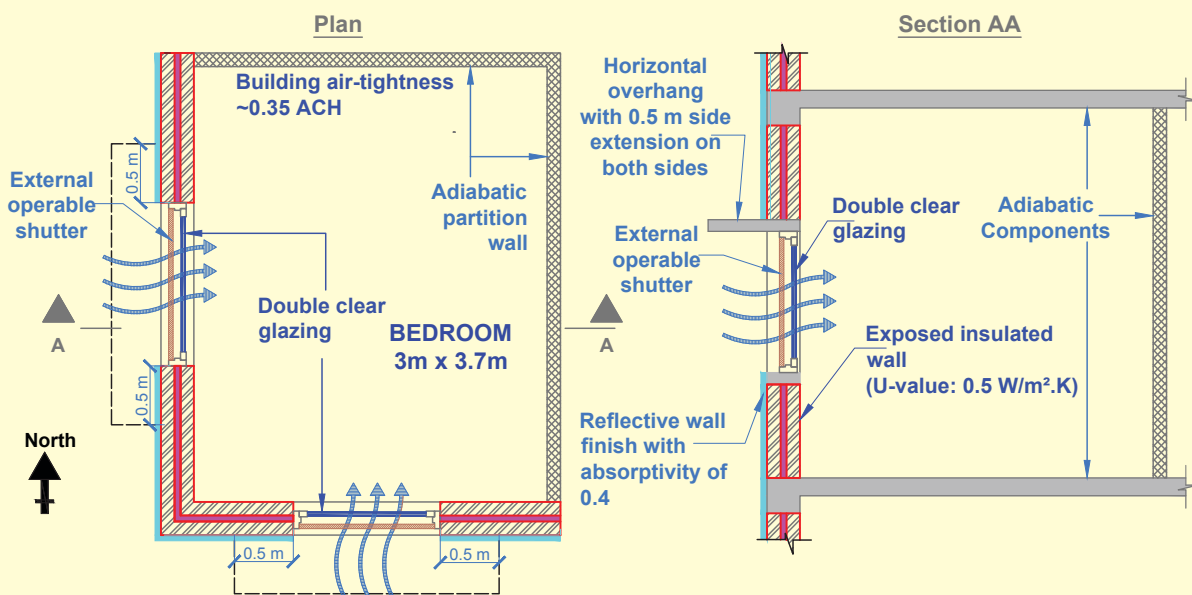 Plan
Building air-tightness
~0.35 ACH
0.5 m
External
operable
shutter
Adiabatic
partition
wall
Double clear
glazing
BEDROOM
3m x 3.7m
A
A
0.5 m
North
0.5 m
0.5 m
Section AA
Horizontal
overhang
with 0.5 m side
extension on
both sides
Double clear
glazing
Adiabatic
Components
External
operable
shutter
Exposed insulated
wall
(U-value: 0.5 W/m².K)
Reflective wall
finish with
absorptivity of
0.4